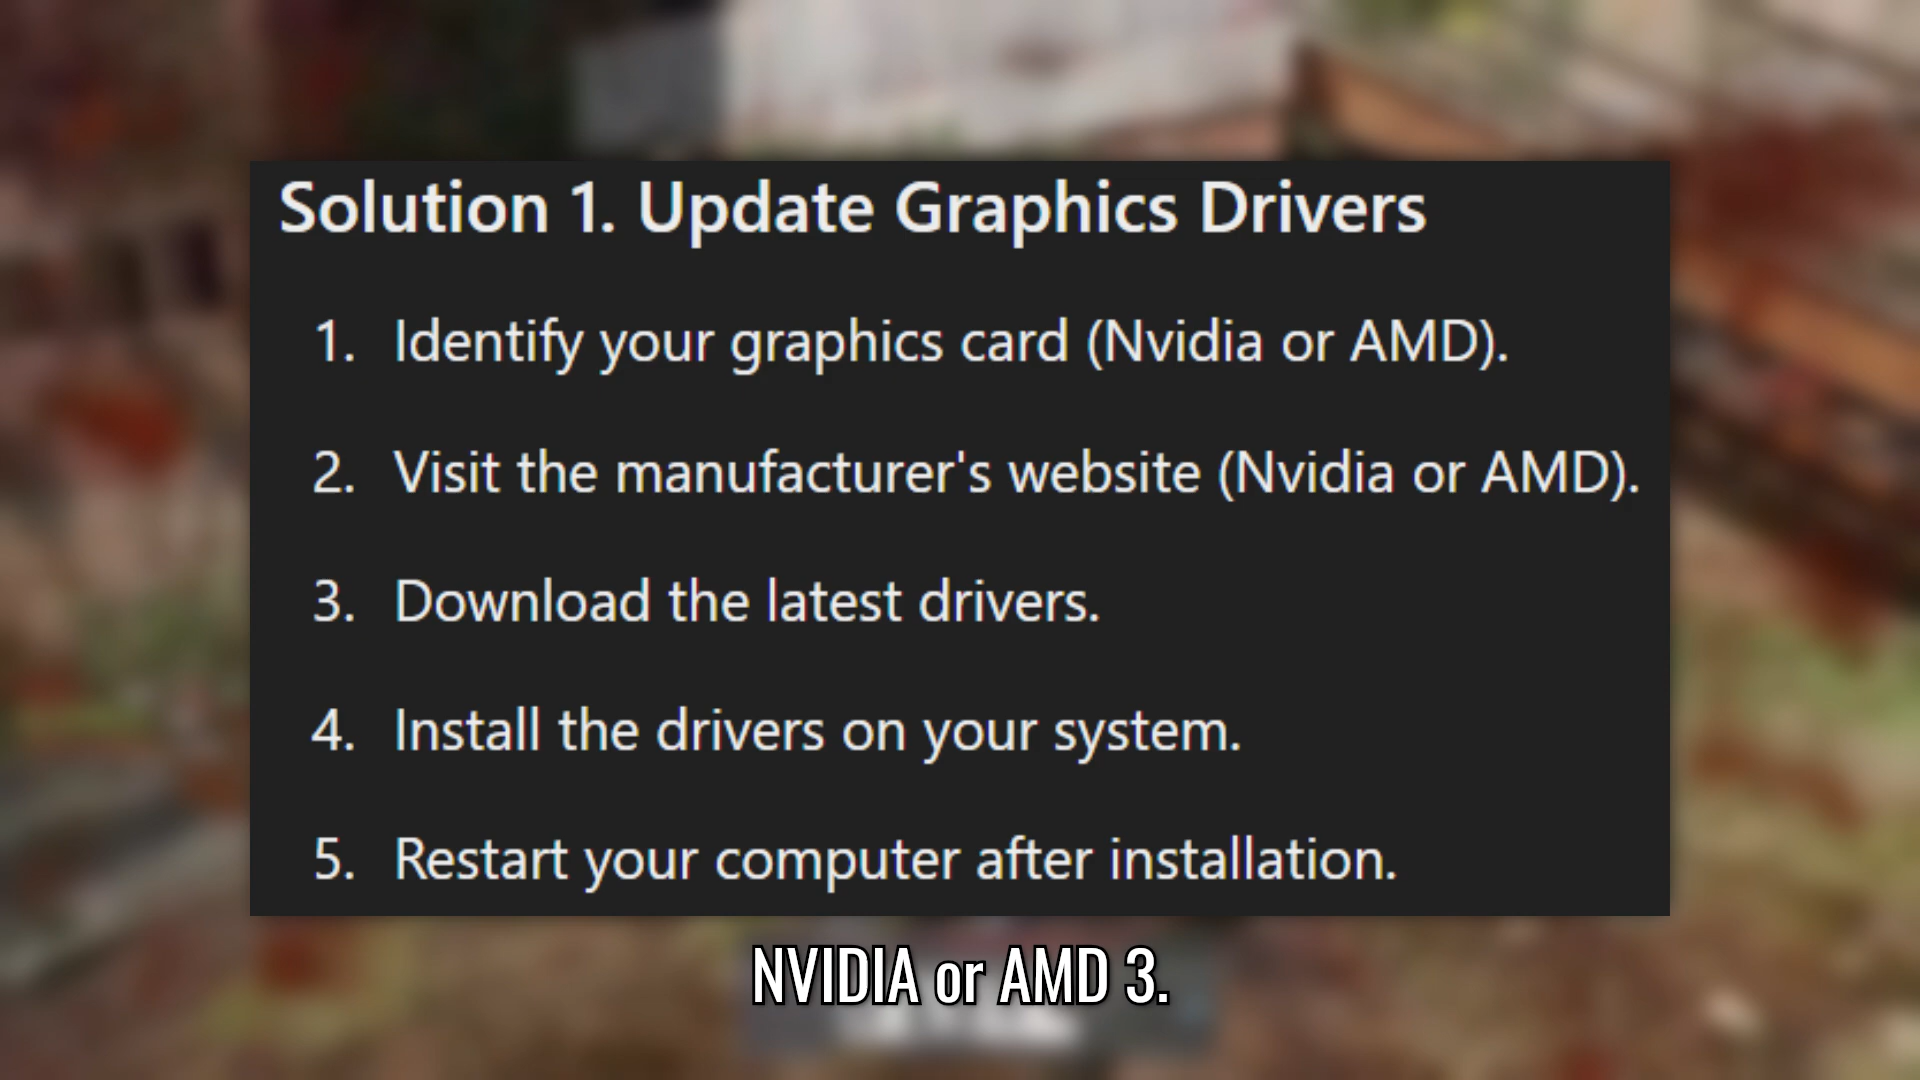 Solution 1. Update Graphics Drivers
1. Identify your graphics card (Nvidia or AMD).
2. Visit the manufacturer's website (Nvidia or AMD).
3. Download the latest drivers.
4. Install the drivers on your system.
5. Restart your computer after installation.
NVIDIA or AMD 3.